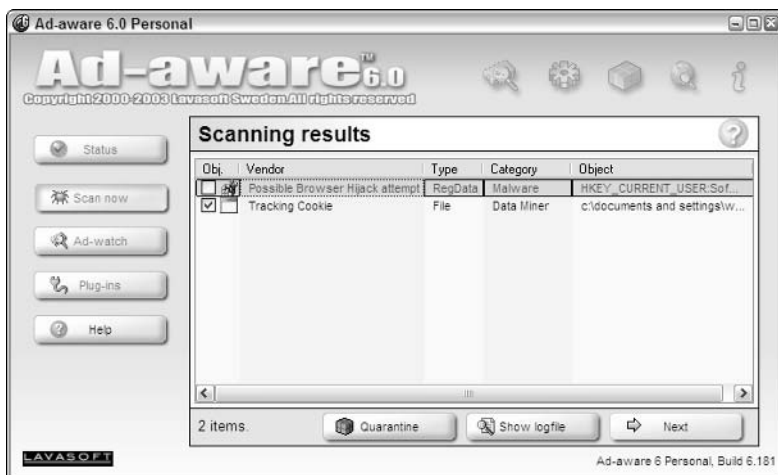 Ad-aware 6.0 Personal
Ad-aware 6.0 TM
Copyright 2000-2003 Lavasoft Sweden. All rights reserved
Status
Scan now
Ad-watch
Plug-ins
Help
Scanning results
Obj. Vendor Type Category Object
Possible Browser Hijack attempt RegData Malware HKEY_CURRENT_USER:Sof...
Tracking Cookie File Data Miner c:\documents and settings\w...
2 items.
Quarantine
Show logfile
Next
LAVASOFT
Ad-aware 6 Personal, Build 6.181